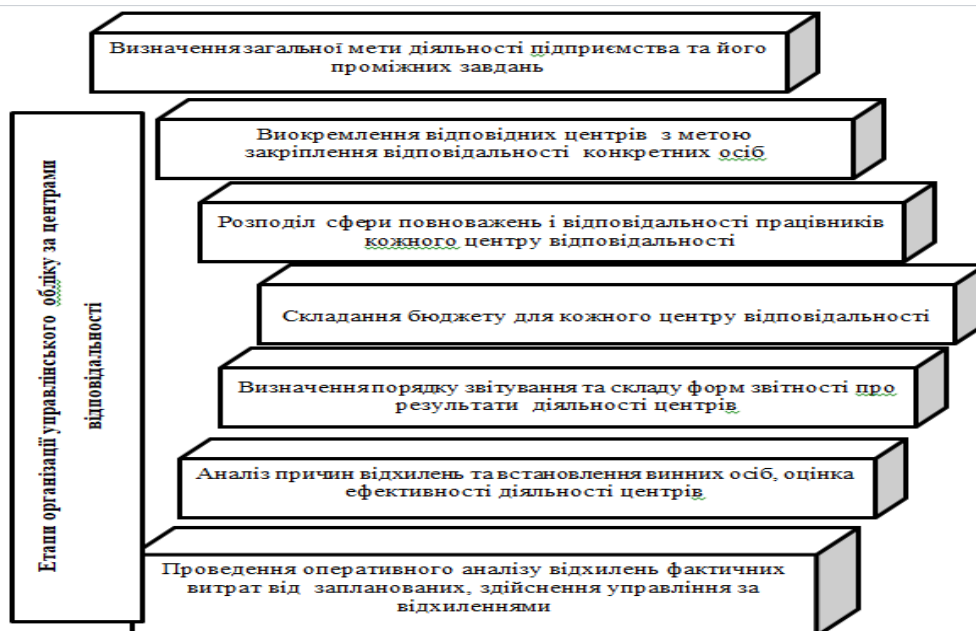 Визначення загальної мети діяльності підприємства та його
проміжних завдань
Етапи організації управлінського обліку за центрами
відповідальності
Виокремлення відповідних центрів з метою
закріплення відповідальності конкретних осіб
Розподіл сфери повноважень і відповідальності працівників
кожного центру відповідальності
Складання бюджету для кожного центру відповідальності
Визначення порядку звітування та складу форм звітності про
результати діяльності центрів
Аналіз причин відхилень та встановлення винних осіб, оцінка
ефективності діяльності центрів
Проведення оперативного аналізу відхилень фактичних
витрат від запланованих, здійснення управління за
відхиленнями